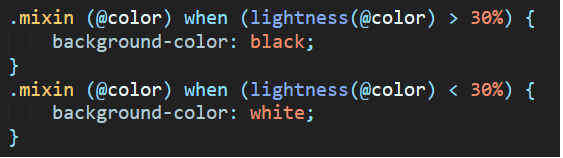 .mixin (@color) when (lightness(@color) > 30%) {
    background-color: black;
}
.mixin (@color) when (lightness(@color) < 30%) {
    background-color: white;
}